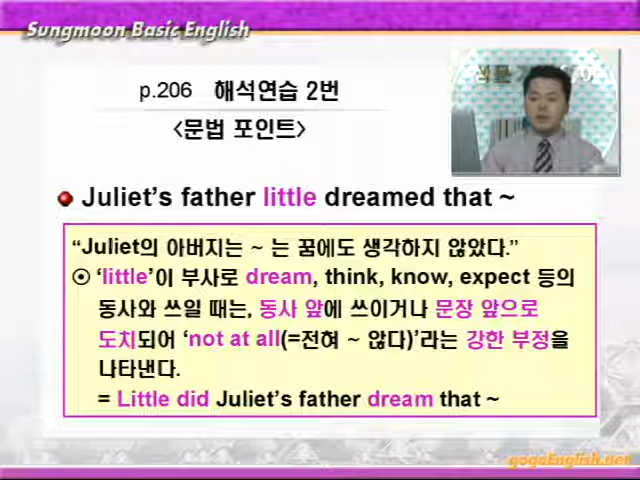 Sungmoon Basic English
p.206 해석연습 2번
<문법 포인트>
Juliet's father little dreamed that ~
"Juliet의 아버지는 ~ 는 꿈에도 생각하지 않았다."
⊙ 'little'이 부사로 dream, think, know, expect 등의
동사와 쓰일 때는, 동사 앞에 쓰이거나 문장 앞으로
도치되어 'not at all(=전혀 ~ 않다)'라는 강한 부정을
나타낸다.
= Little did Juliet's father dream that ~
gogoEnglish.net